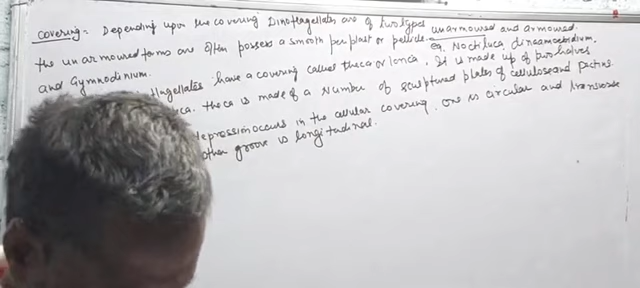 Covering:- Depending upon the covering Dinoflagellates are of two types unarmoured and armoured.
the unarmoured forms are often possess a smooth periplast or pellicle. eg. Noctiluca, dinamoebidium,
and Gymnodinium.
flagellates have a covering called theca or lorica. It is made up of two halves
theca is made of a number of sculptured plates of cellulose and pectins.
depression occurs in the cellular covering. one is circular and transverse
other groove is longitudinal.